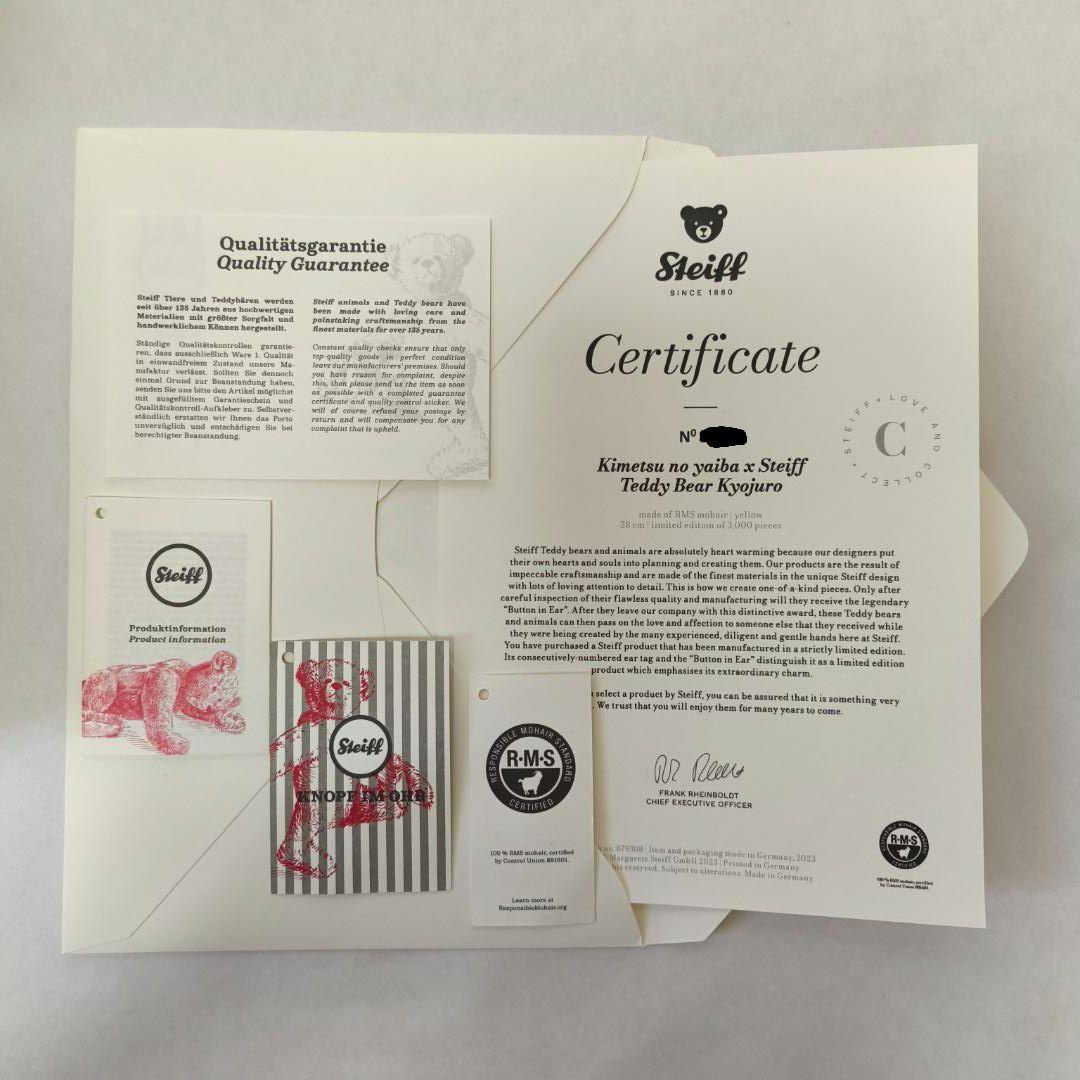 Qualitätsgarantie
Quality Guarantee
Steiff Tiere und Teddybären werden
seit über 135 Jahren aus hochwertigen
Materialien mit größter Sorgfalt und
handwerklichem Können hergestellt.
Ständige Qualitätskontrollen garantie-
ren, dass ausschließlich Ware 1. Qualität
in einwandfreiem Zustand unsere Ma-
nufaktur verlässt. Sollten Sie dennoch
einmal Grund zur Beanstandung haben,
senden Sie uns bitte den Artikel möglichst
mit ausgefülltem Garantieschein und
Qualitätskontroll-Aufkleber zu. Selbstver-
ständlich erstatten wir Ihnen das Porto
unverzüglich und entschädigen Sie bei
berechtigter Beanstandung.
Steiff animals and Teddy bears have
been made with loving care and
painstaking craftsmanship from the
finest materials for over 135 years.
Constant quality checks ensure that only
top-quality goods in perfect condition
leave our manufacturers' premises. Should
you have reason for complaint, despite
this, then please send us the item as soon
as possible with a completed guarantee
certificate and quality control sticker. We
will of course refund your postage by
return and will compensate you for any
complaint that is upheld.
Steiff
SINCE 1880
Certificate
Nº
STEIFF • LOVE AND COLLECT •
C
Kimetsu no yaiba x Steiff
Teddy Bear Kyojuro
made of RMS mohair | yellow
28 cm | limited edition of 3,000 pieces
Steiff Teddy bears and animals are absolutely heart warming because our designers put
their own hearts and souls into planning and creating them. Our products are the result of
impeccable craftsmanship and are made of the finest materials in the unique Steiff design
with lots of loving attention to detail. This is how we create one-of-a-kind pieces. Only after
careful inspection of their flawless quality and manufacturing will they receive the legendary
"Button in Ear". After they leave our company with this distinctive award, these Teddy bears
and animals can then pass on the love and affection to someone else that they received while
they were being created by the many experienced, diligent and gentle hands here at Steiff.
You have purchased a Steiff product that has been manufactured in a strictly limited edition.
Its consecutively-numbered ear tag and the "Button in Ear" distinguish it as a limited edition
product which emphasises its extraordinary charm.
select a product by Steiff, you can be assured that it is something very
. We trust that you will enjoy them for many years to come.
FRANK RHEINBOLDT
CHIEF EXECUTIVE OFFICER
no. 679308 | Item and packaging made in Germany, 2023
Margarete Steiff GmbH 2023 | Printed in Germany
reserved. Subject to alterations. Made in Germany.
RESPONSIBLE MOHAIR STANDARD
R·M·S
CERTIFIED
100 % RMS mohair, certified
by Control Union 881601.
Steiff
Produktinformation
Product information
Steiff
KNOPF IM OHR
RESPONSIBLE MOHAIR STANDARD
R·M·S
CERTIFIED
100 % RMS mohair, certified
by Control Union 881601.
Learn more at
ResponsibleMohair.org